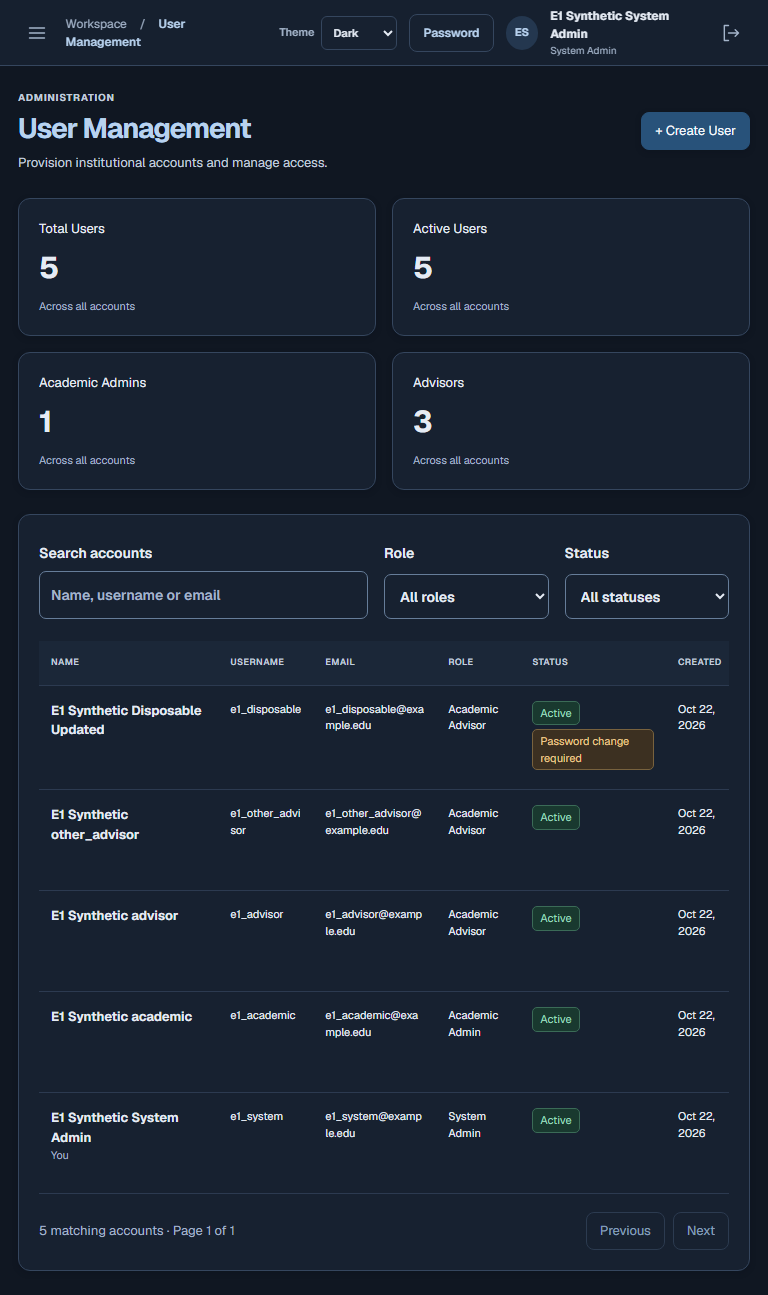 Workspace / User
Management
Theme
Dark
Password
ES
E1 Synthetic System
Admin
System Admin
ADMINISTRATION
User Management
Provision institutional accounts and manage access.
+ Create User
Total Users
5
Across all accounts
Active Users
5
Across all accounts
Academic Admins
1
Across all accounts
Advisors
3
Across all accounts
Search accounts
Name, username or email
Role
All roles
Status
All statuses
NAME USERNAME EMAIL ROLE STATUS CREATED
E1 Synthetic Disposable
Updated
e1_disposable
e1_disposable@exa
mple.edu
Academic
Advisor
Active
Password change
required
Oct 22,
2026
E1 Synthetic
other_advisor
e1_other_advi
sor
e1_other_advisor@
example.edu
Academic
Advisor
Active
Oct 22,
2026
E1 Synthetic advisor
e1_advisor
e1_advisor@examp
le.edu
Academic
Advisor
Active
Oct 22,
2026
E1 Synthetic academic
e1_academic
e1_academic@exa
mple.edu
Academic
Admin
Active
Oct 22,
2026
E1 Synthetic System
Admin
You
e1_system
e1_system@examp
le.edu
System
Admin
Active
Oct 22,
2026
5 matching accounts · Page 1 of 1
Previous
Next